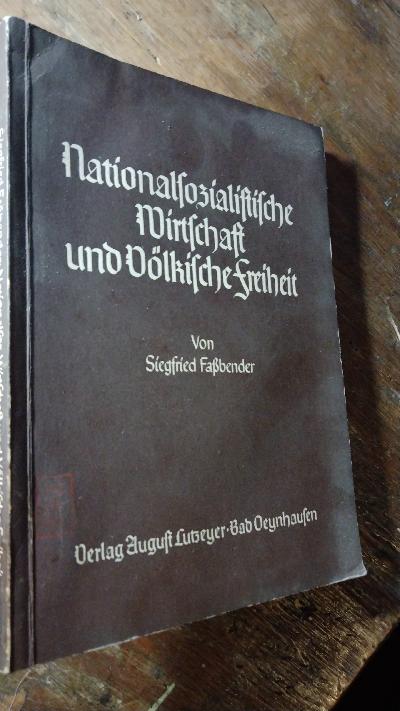 Nationalsozialistische
Wirtschaft
und Völkische Freiheit
Von
Siegfried Faßbender
Verlag August Lutzeyer · Bad Oeynhausen